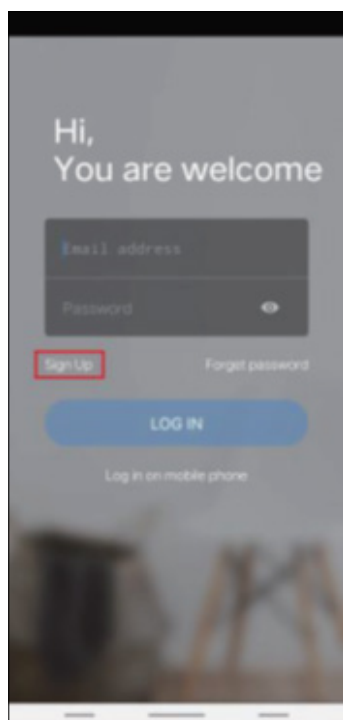 Hi,
You are welcome
Email address
Password
Sign Up
Forget password
LOG IN
Log in on mobile phone